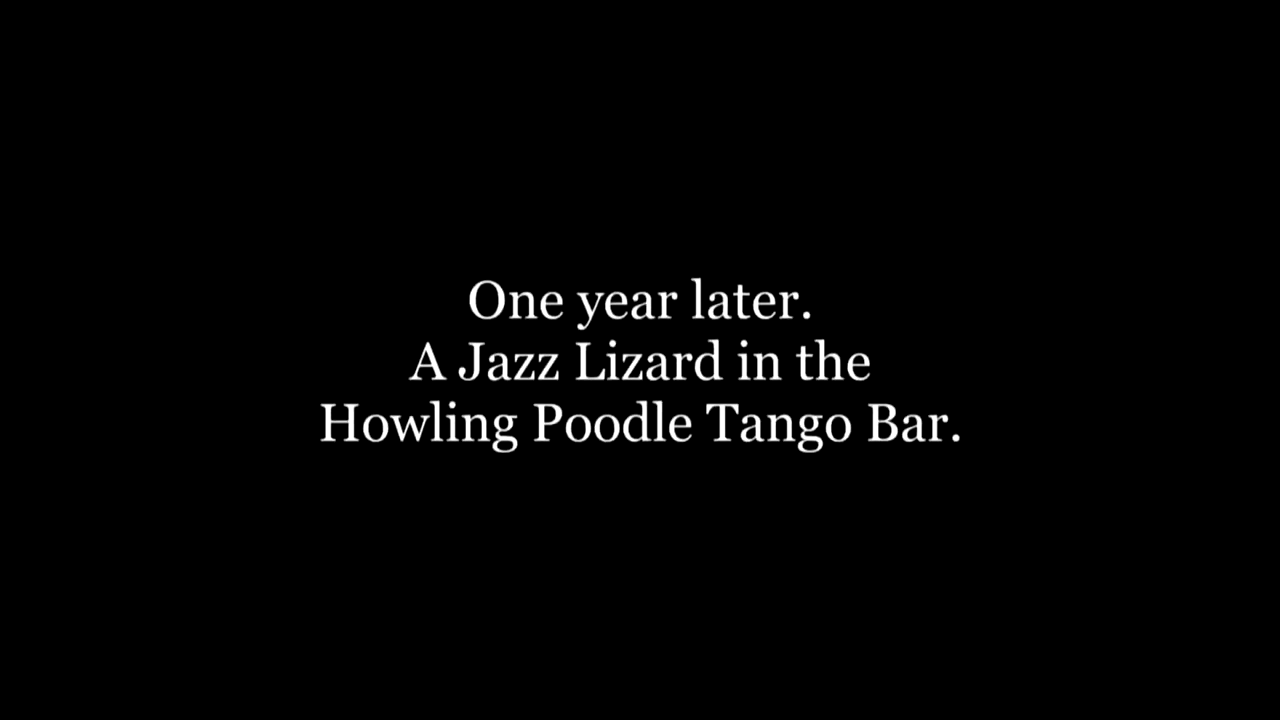 One year later.
A Jazz Lizard in the
Howling Poodle Tango Bar.